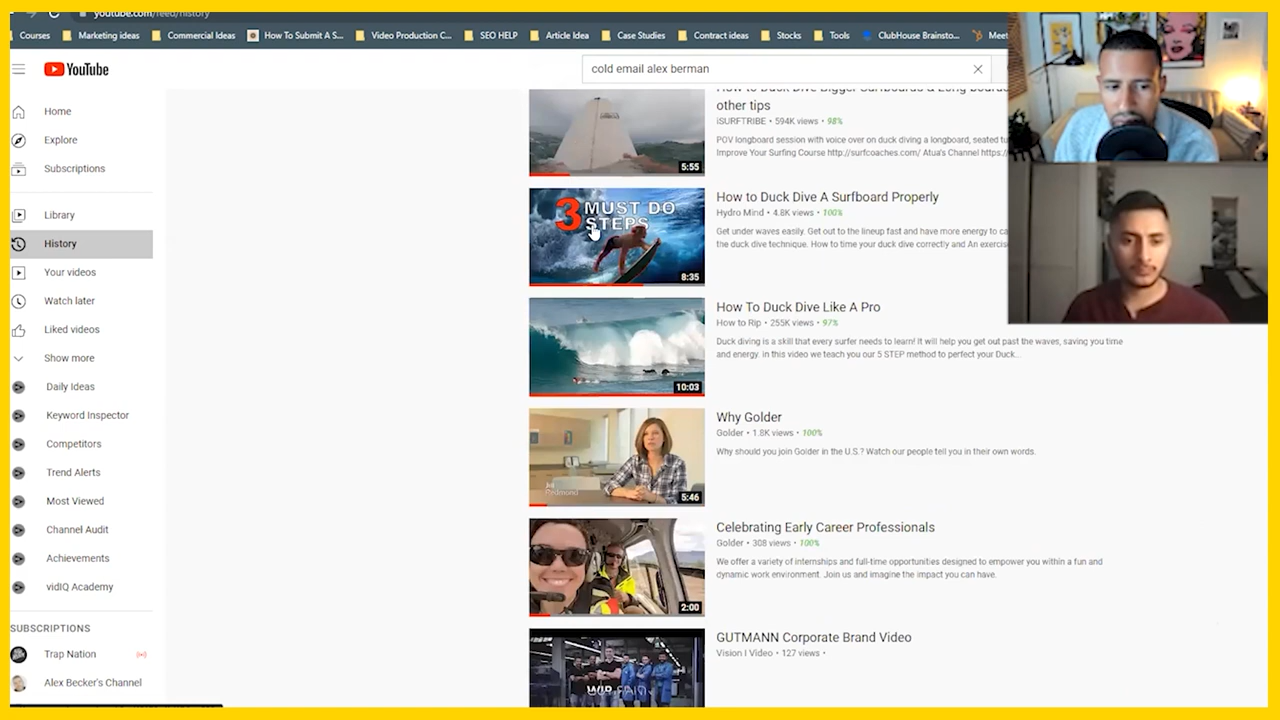 youtube.com/feed/history
Courses
Marketing ideas
Commercial Ideas
How To Submit A S...
Video Production C...
SEO HELP
Article Idea
Case Studies
Contract ideas
Stocks
Tools
ClubHouse Brainsto...
Meet
YouTube
cold email alex berman
Home
Explore
Subscriptions
Library
History
Your videos
Watch later
Liked videos
Show more
Daily Ideas
Keyword Inspector
Competitors
Trend Alerts
Most Viewed
Channel Audit
Achievements
vidIQ Academy
SUBSCRIPTIONS
Trap Nation
Alex Becker's Channel
How to Duck Dive Bigger Surfboards & Long
other tips
iSURFTRIBE • 594K views • 98%
POV longboard session with voice over on duck diving a longboard, seated
Improve Your Surfing Course http://surfcoaches.com/ Atua's Channel https:
5:55
3 MUST DO
STEPS
8:35
How to Duck Dive A Surfboard Properly
Hydro Mind • 4.8K views • 100%
Get under waves easily. Get out to the lineup fast and have more energy to
the duck dive technique. How to time your duck dive correctly and An
10:03
How To Duck Dive Like A Pro
How to Rip • 255K views • 97%
Duck diving is a skill that every surfer needs to learn! It will help you get out past the waves, saving you time
and energy. in this video we teach you our 5 STEP method to perfect your Duck...
Redmond
5:46
Why Golder
Golder • 1.8K views • 100%
Why should you join Golder in the U.S.? Watch our people tell you in their own words.
2:00
Celebrating Early Career Professionals
Golder • 308 views • 100%
We offer a variety of internships and full-time opportunities designed to empower you within a fun and
dynamic work environment. Join us and imagine the impact you can have.
GUTMANN Corporate Brand Video
Vision I Video • 127 views •